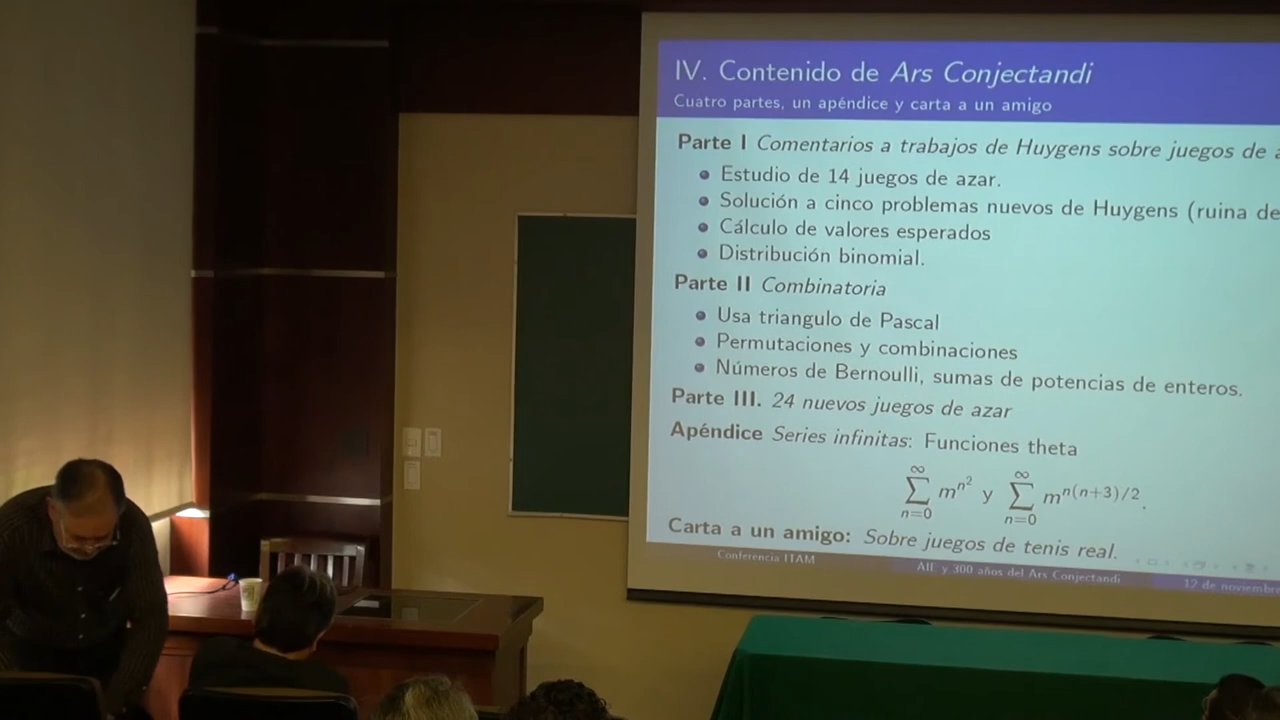 IV. Contenido de Ars Conjectandi
Cuatro partes, un apéndice y carta a un amigo
Parte I Comentarios a trabajos de Huygens sobre juegos de
Estudio de 14 juegos de azar.
Solución a cinco problemas nuevos de Huygens (ruina de
Cálculo de valores esperados
Distribución binomial.
Parte II Combinatoria
Usa triangulo de Pascal
Permutaciones y combinaciones
Números de Bernoulli, sumas de potencias de enteros.
Parte III. 24 nuevos juegos de azar
Apéndice Series infinitas: Funciones theta
∑_{n=0}^{∞} m^{n^2} y ∑_{n=0}^{∞} m^{n(n+3)/2}.
Carta a un amigo: Sobre juegos de tenis real.
Conferencia ITAM AIE y 300 años del Ars Conjectandi 12 de noviembre